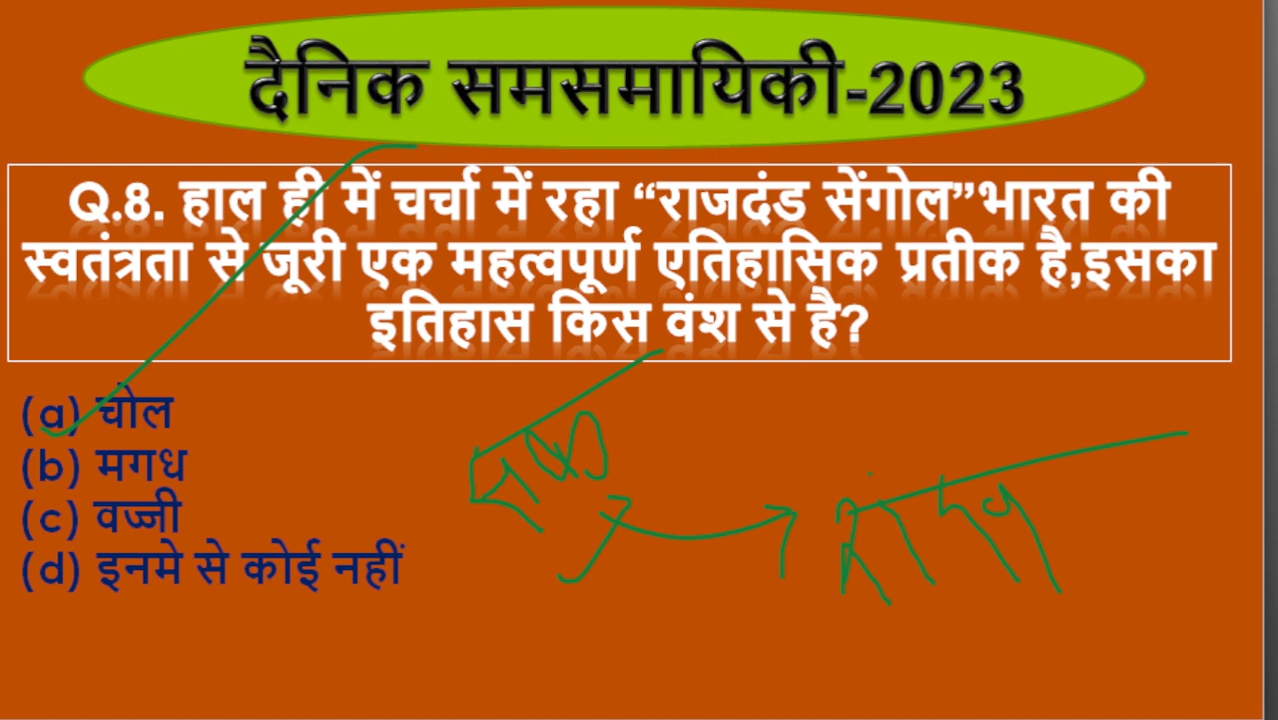 दैनिक समसमायिकी-2023
Q.8. हाल ही में चर्चा में रहा “राजदंड सेंगोल”भारत की
स्वतंत्रता से जूरी एक महत्वपूर्ण एतिहासिक प्रतीक है,इसका
इतिहास किस वंश से है?
(a) चोल
(b) मगध
(c) वज्जी
(d) इनमे से कोई नहीं